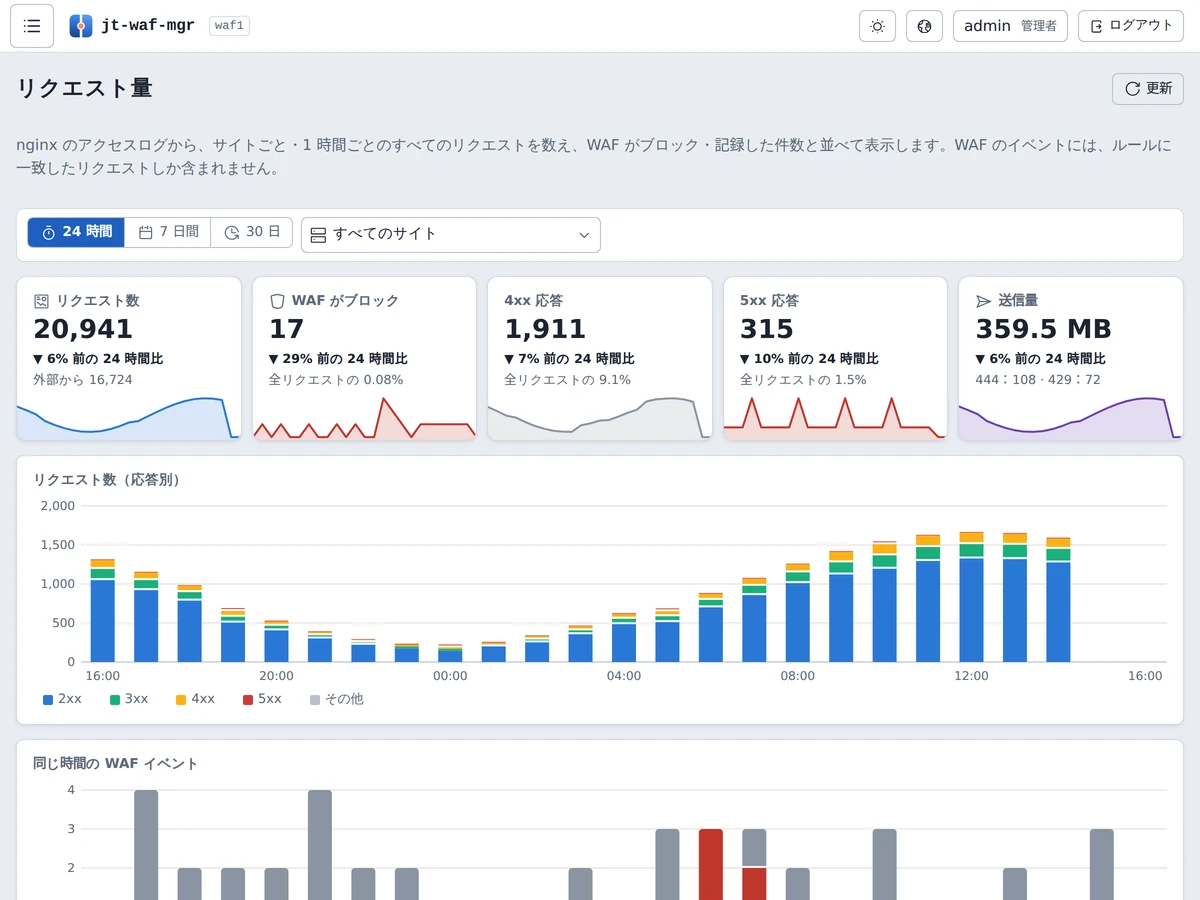 jt-waf-mgr waf1 admin 管理者 ログアウト
リクエスト量 更新
nginx のアクセスログから、サイトごと・1 時間ごとのすべてのリクエストを数え、WAF がブロック・記録した件数と並べて表示します。WAF のイベントには、ルールに
一致したリクエストしか含まれません。
24 時間 7 日間 30 日 すべてのサイト
リクエスト数
20,941
▼ 6% 前の 24 時間比
外部から 16,724
WAF がブロック
17
▼ 29% 前の 24 時間比
全リクエストの 0.08%
4xx 応答
1,911
▼ 7% 前の 24 時間比
全リクエストの 9.1%
5xx 応答
315
▼ 10% 前の 24 時間比
全リクエストの 1.5%
送信量
359.5 MB
▼ 6% 前の 24 時間比
444：108 · 429：72
リクエスト数（応答別）
2,000
1,500
1,000
500
0
16:00 20:00 00:00 04:00 08:00 12:00 16:00
2xx 3xx 4xx 5xx その他
同じ時間の WAF イベント
4
3
2